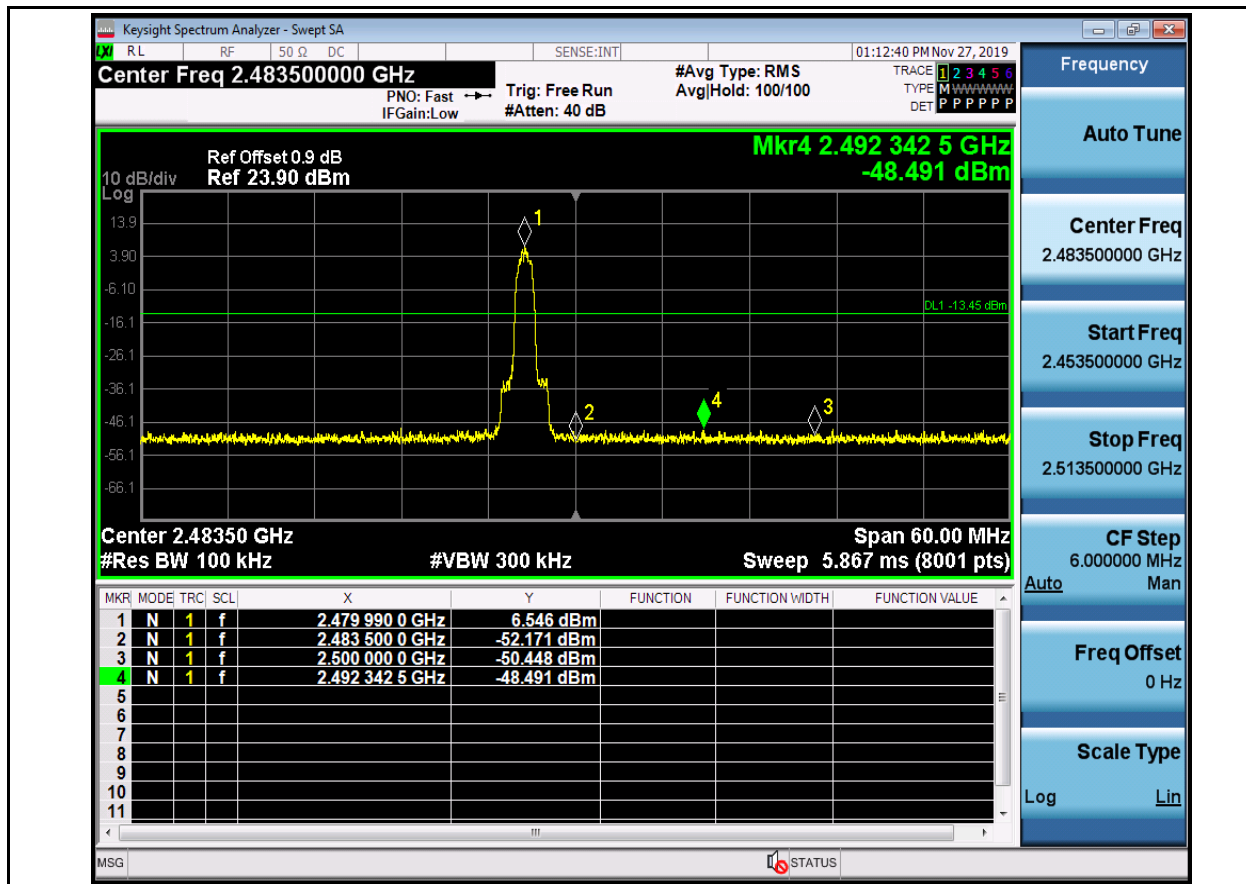 Keysight Spectrum Analyzer - Swept SA
LXI RL RF 50 Ω DC SENSE:INT 01:12:40 PM Nov 27, 2019
Center Freq 2.483500000 GHz
PNO: Fast
IFGain:Low
Trig: Free Run
#Atten: 40 dB
#Avg Type: RMS
Avg|Hold: 100/100
TRACE 1 2 3 4 5 6
TYPE M WWWWW
DET P P P P P P
Mkr4 2.492 342 5 GHz
-48.491 dBm
Ref Offset 0.9 dB
10 dB/div Ref 23.90 dBm
Log
13.9
3.90
-6.10
-16.1
-26.1
-36.1
-46.1
-56.1
-66.1
1
DL1 -13.45 dBm
2
4
3
Center 2.48350 GHz Span 60.00 MHz
#Res BW 100 kHz #VBW 300 kHz Sweep 5.867 ms (8001 pts)
MKR MODE TRC SCL X Y FUNCTION FUNCTION WIDTH FUNCTION VALUE
1 N 1 f 2.479 990 0 GHz 6.546 dBm
2 N 1 f 2.483 500 0 GHz -52.171 dBm
3 N 1 f 2.500 000 0 GHz -50.448 dBm
4 N 1 f 2.492 342 5 GHz -48.491 dBm
5
6
7
8
9
10
11
MSG STATUS
Frequency
Auto Tune
Center Freq
2.483500000 GHz
Start Freq
2.453500000 GHz
Stop Freq
2.513500000 GHz
CF Step
6.000000 MHz
Auto Man
Freq Offset
0 Hz
Scale Type
Log Lin